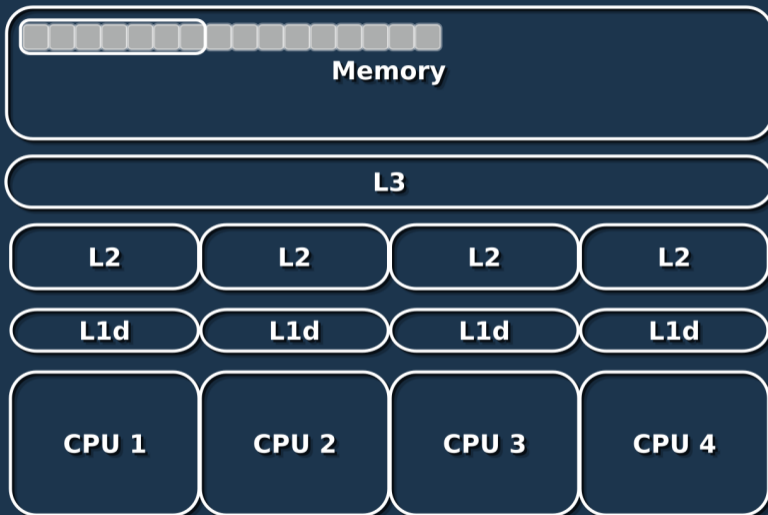 Memory
L3
L2 L2 L2 L2
L1d L1d L1d L1d
CPU 1 CPU 2 CPU 3 CPU 4